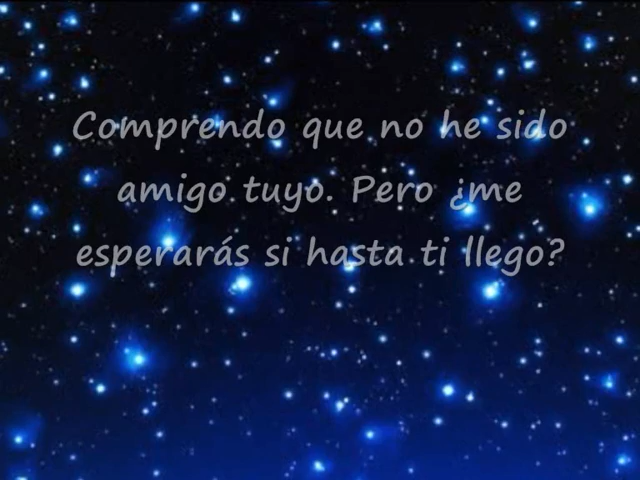 Comprendo que no he sido
amigo tuyo. Pero ¿me
esperarás si hasta ti llego?